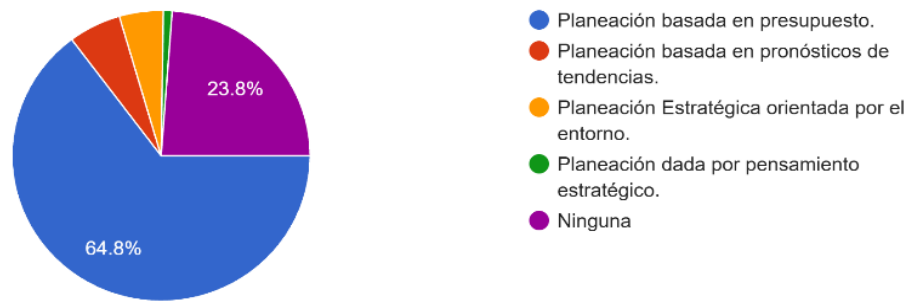 23.8%
64.8%
Planeación basada en presupuesto.
Planeación basada en pronósticos de
tendencias.
Planeación Estratégica orientada por el
entorno.
Planeación dada por pensamiento
estratégico.
Ninguna